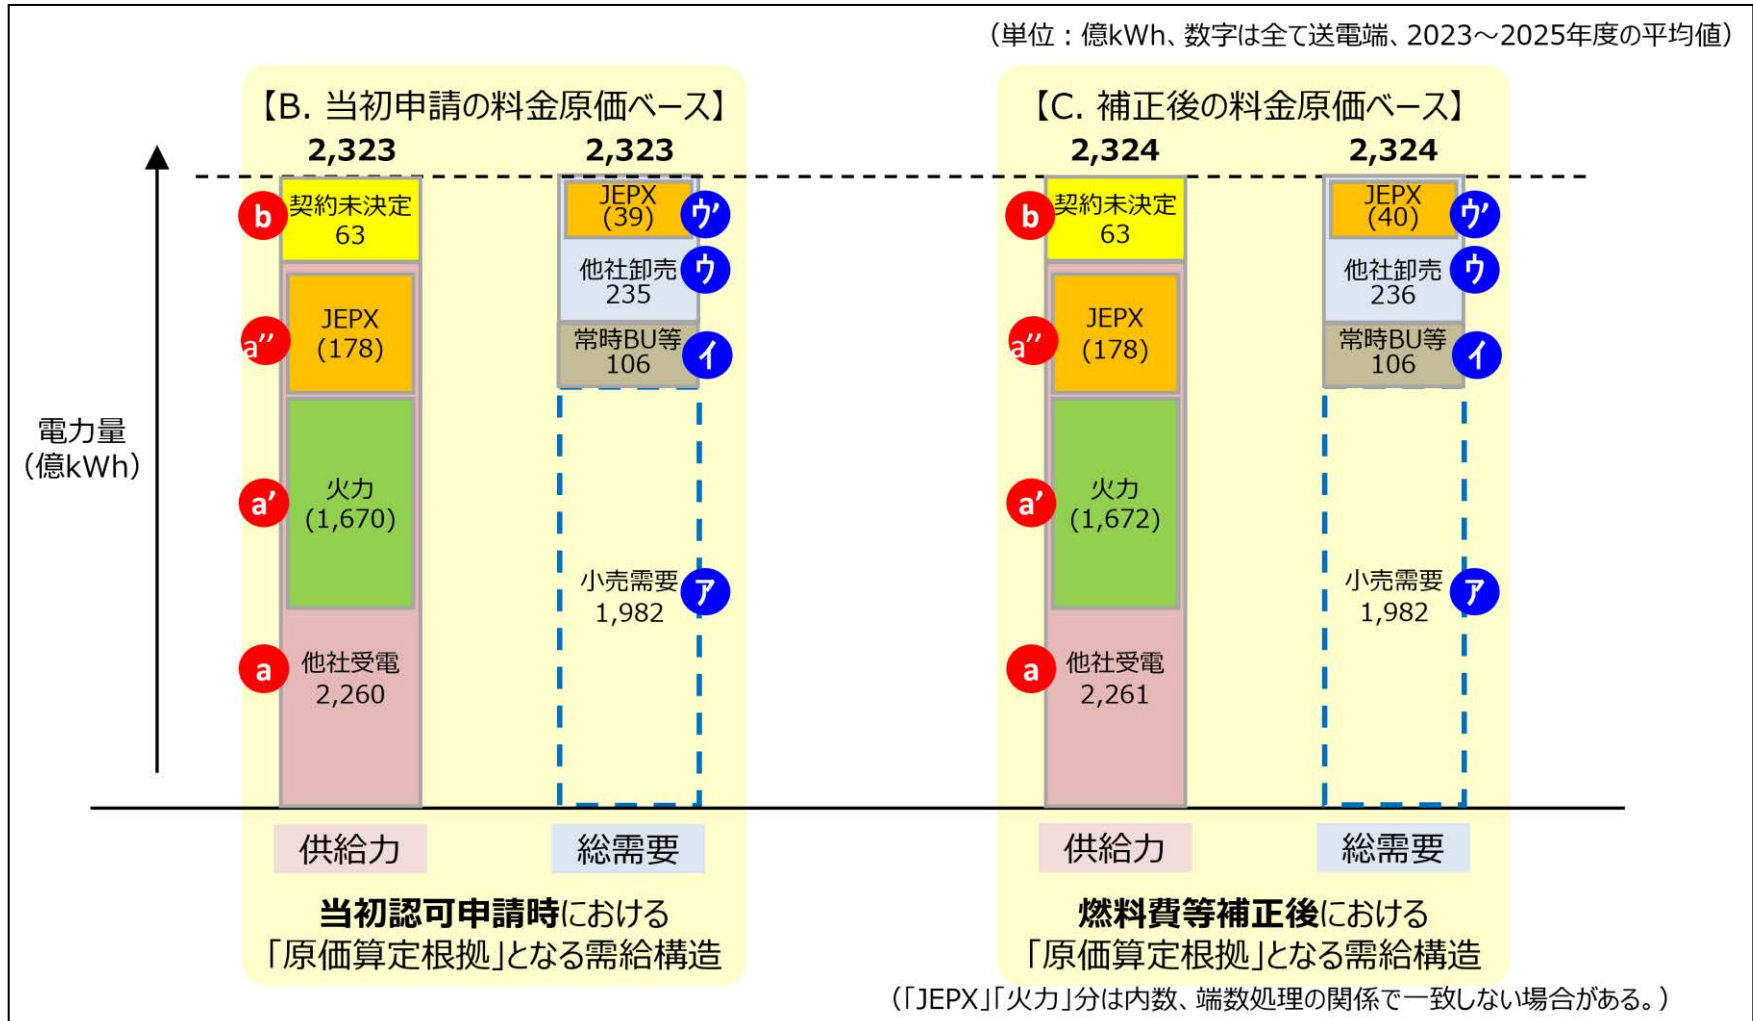 （単位：億kWh、数字は全て送電端、2023～2025年度の平均値）
【B. 当初申請の料金原価ベース】
2,323
2,323
b
契約未決定
63
a’’
JEPX
(178)
a’
火力
(1,670)
a
他社受電
2,260
JEPX
(39)
ウ’
他社卸売
235
ウ
常時BU等
106
イ
小売需要
1,982
ア
電力量
（億kWh）
供給力
総需要
当初認可申請時における
「原価算定根拠」となる需給構造
【C. 補正後の料金原価ベース】
2,324
2,324
b
契約未決定
63
a’’
JEPX
(178)
a’
火力
(1,672)
a
他社受電
2,261
JEPX
(40)
ウ’
他社卸売
236
ウ
常時BU等
106
イ
小売需要
1,982
ア
供給力
総需要
燃料費等補正後における
「原価算定根拠」となる需給構造
（「JEPX」「火力」分は内数、端数処理の関係で一致しない場合がある。）